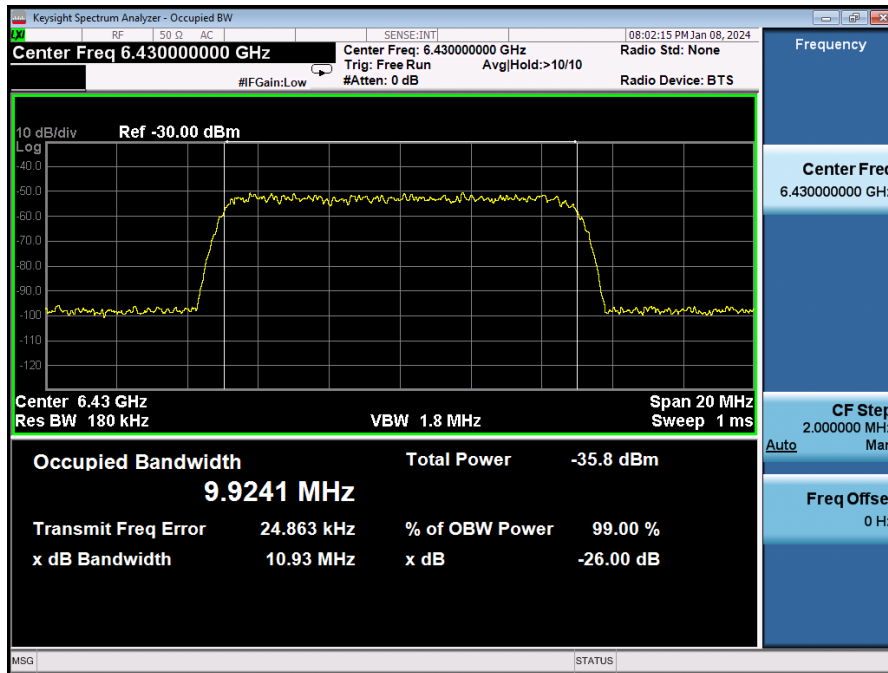 Keysight Spectrum Analyzer - Occupied BW
LXI RF 50 Ω AC SENSE:INT 08:02:15 PM Jan 08, 2024
Center Freq 6.430000000 GHz
Center Freq: 6.430000000 GHz Radio Std: None
Trig: Free Run Avg|Hold:>10/10
#IFGain:Low #Atten: 0 dB Radio Device: BTS
10 dB/div Ref -30.00 dBm
Log
-40.0
-50.0
-60.0
-70.0
-80.0
-90.0
-100
-110
-120
Center 6.43 GHz Span 20 MHz
Res BW 180 kHz VBW 1.8 MHz Sweep 1 ms
Occupied Bandwidth Total Power -35.8 dBm
9.9241 MHz
Transmit Freq Error 24.863 kHz % of OBW Power 99.00 %
x dB Bandwidth 10.93 MHz x dB -26.00 dB
Frequency
Center Freq
6.430000000 GH
CF Step
2.000000 MH
Auto Man
Freq Offse
0 H
MSG STATUS